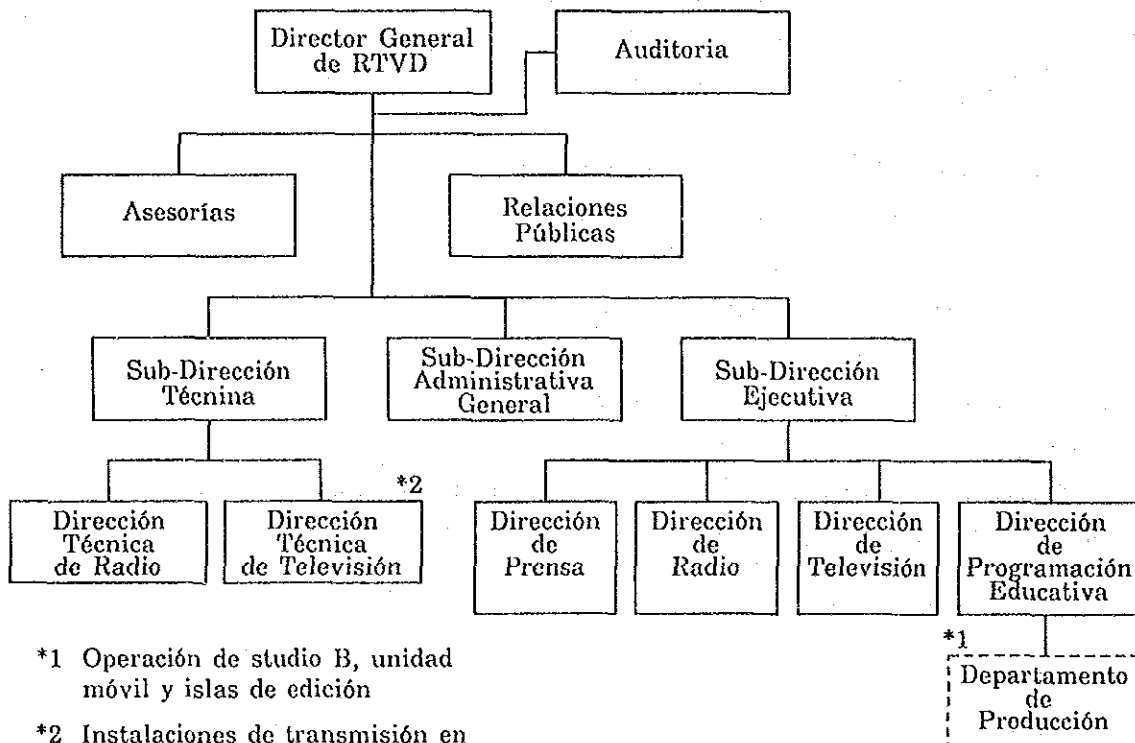 Director General
de RTVD
Auditoria
Asesorías
Relaciones
Públicas
Sub-Dirección
Técnina
Sub-Dirección
Administrativa
General
Sub-Dirección
Ejecutiva
*2
Dirección
Técnica
de Radio
Dirección
Técnica
de Televisión
Dirección
de
Prensa
Dirección
de
Radio
Dirección
de
Televisión
Dirección
de
Programación
Educativa
*1
Departamento
de
Producción
*1 Operación de studio B, unidad
móvil y islas de edición
*2 Instalaciones de transmisión en